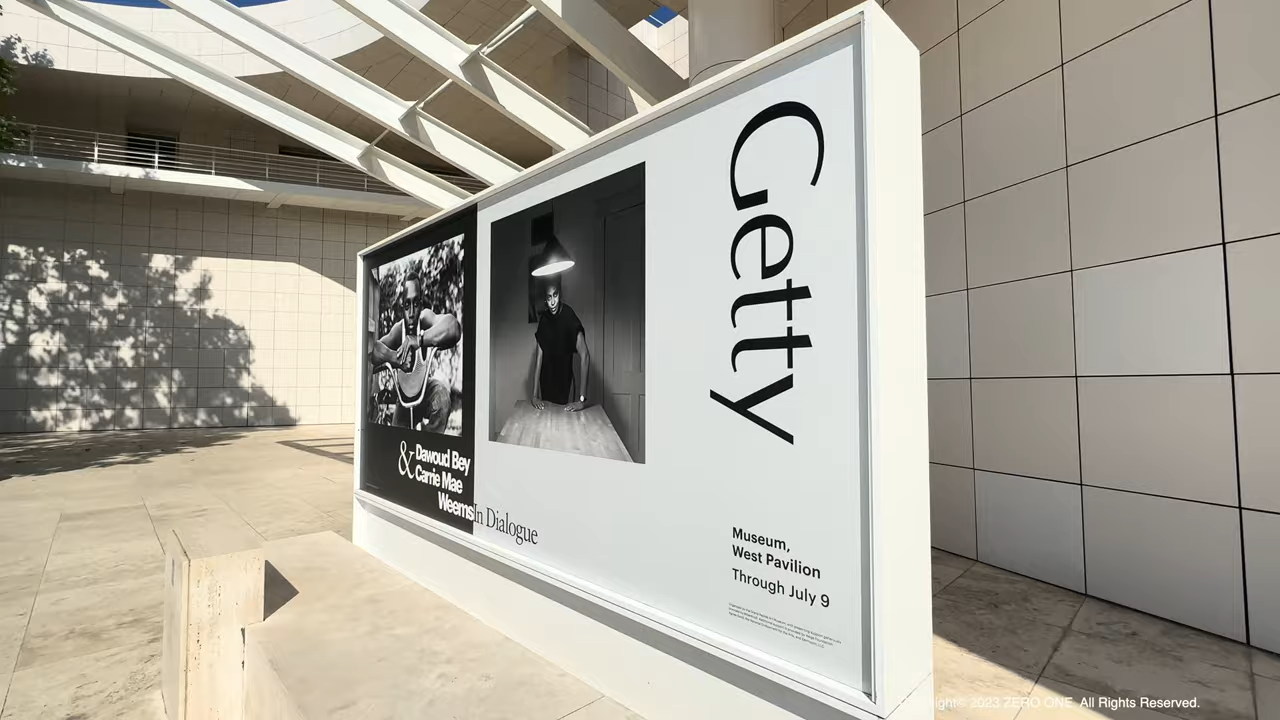 Getty
& Dawoud Bey
Carrie Mae
Weems In Dialogue
Museum,
West Pavilion
Through July 9
2023 ZERO ONE All Rights Reserved.